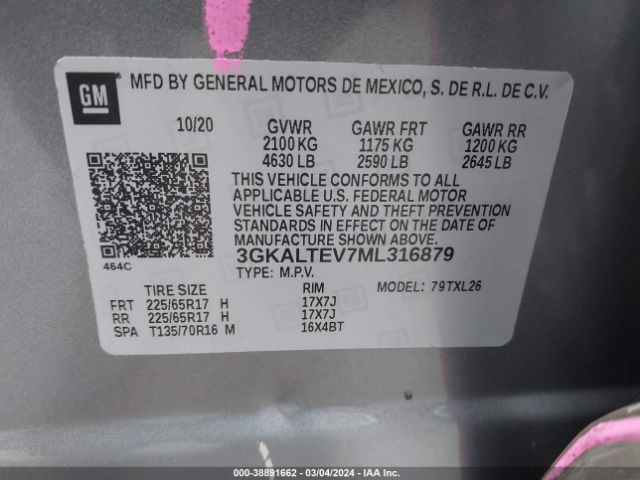 GM
MFD BY GENERAL MOTORS DE MEXICO, S. DE R.L. DE C.V.
10/20 GVWR GAWR FRT GAWR RR
2100 KG 1175 KG 1200 KG
4630 LB 2590 LB 2645 LB
THIS VEHICLE CONFORMS TO ALL
APPLICABLE U.S. FEDERAL MOTOR
VEHICLE SAFETY AND THEFT PREVENTION
STANDARDS IN EFFECT ON THE DATE OF
MANUFACTURE SHOWN ABOVE.
464C
3GKALTEV7ML316879
TYPE: M.P.V. MODEL: 79TXL26
TIRE SIZE RIM
FRT 225/65R17 H 17X7J
RR 225/65R17 H 17X7J
SPA T135/70R16 M 16X4BT
000-38891662 - 03/04/2024 - IAA Inc.